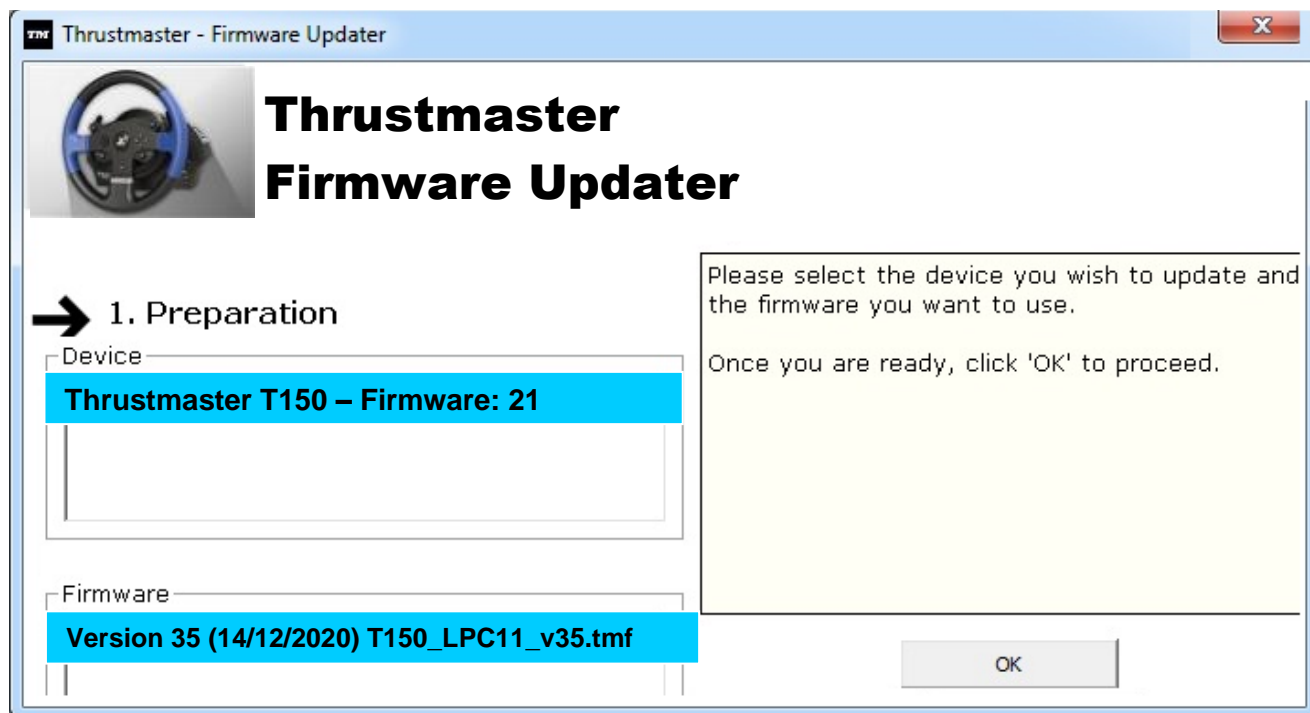 Thrustmaster - Firmware Updater
Thrustmaster
Firmware Updater
1. Preparation
Device
Thrustmaster T150 – Firmware: 21
Firmware
Version 35 (14/12/2020) T150_LPC11_v35.tmf
Please select the device you wish to update and
the firmware you want to use.
Once you are ready, click 'OK' to proceed.
OK